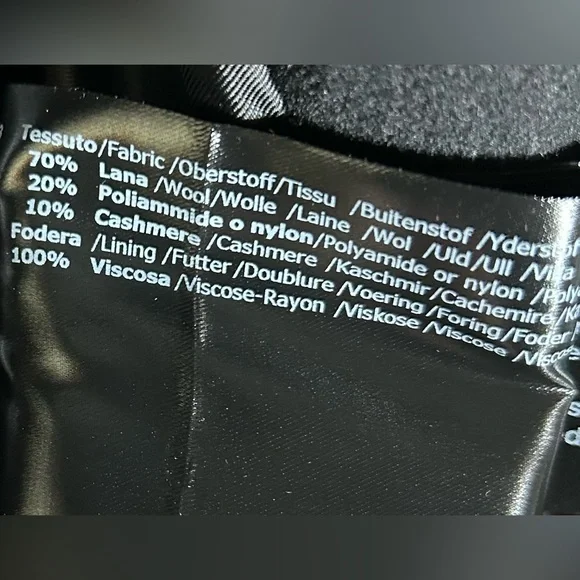 Tessuto/Fabric /Oberstoff/Tissu /Buitenstof /Yderstof
70% Lana /Wool/Wolle /Laine /Wol /Uld/Ull /Villa
20% Poliammide o nylon/Polyamide or nylon
10% Cashmere /Cashmere /Kaschmir/Cachemire
Fodera /Lining /Futter/Doublure /Voering/Foring/Foder
100% Viscosa /Viscose-Rayon /Viskose /Viscose